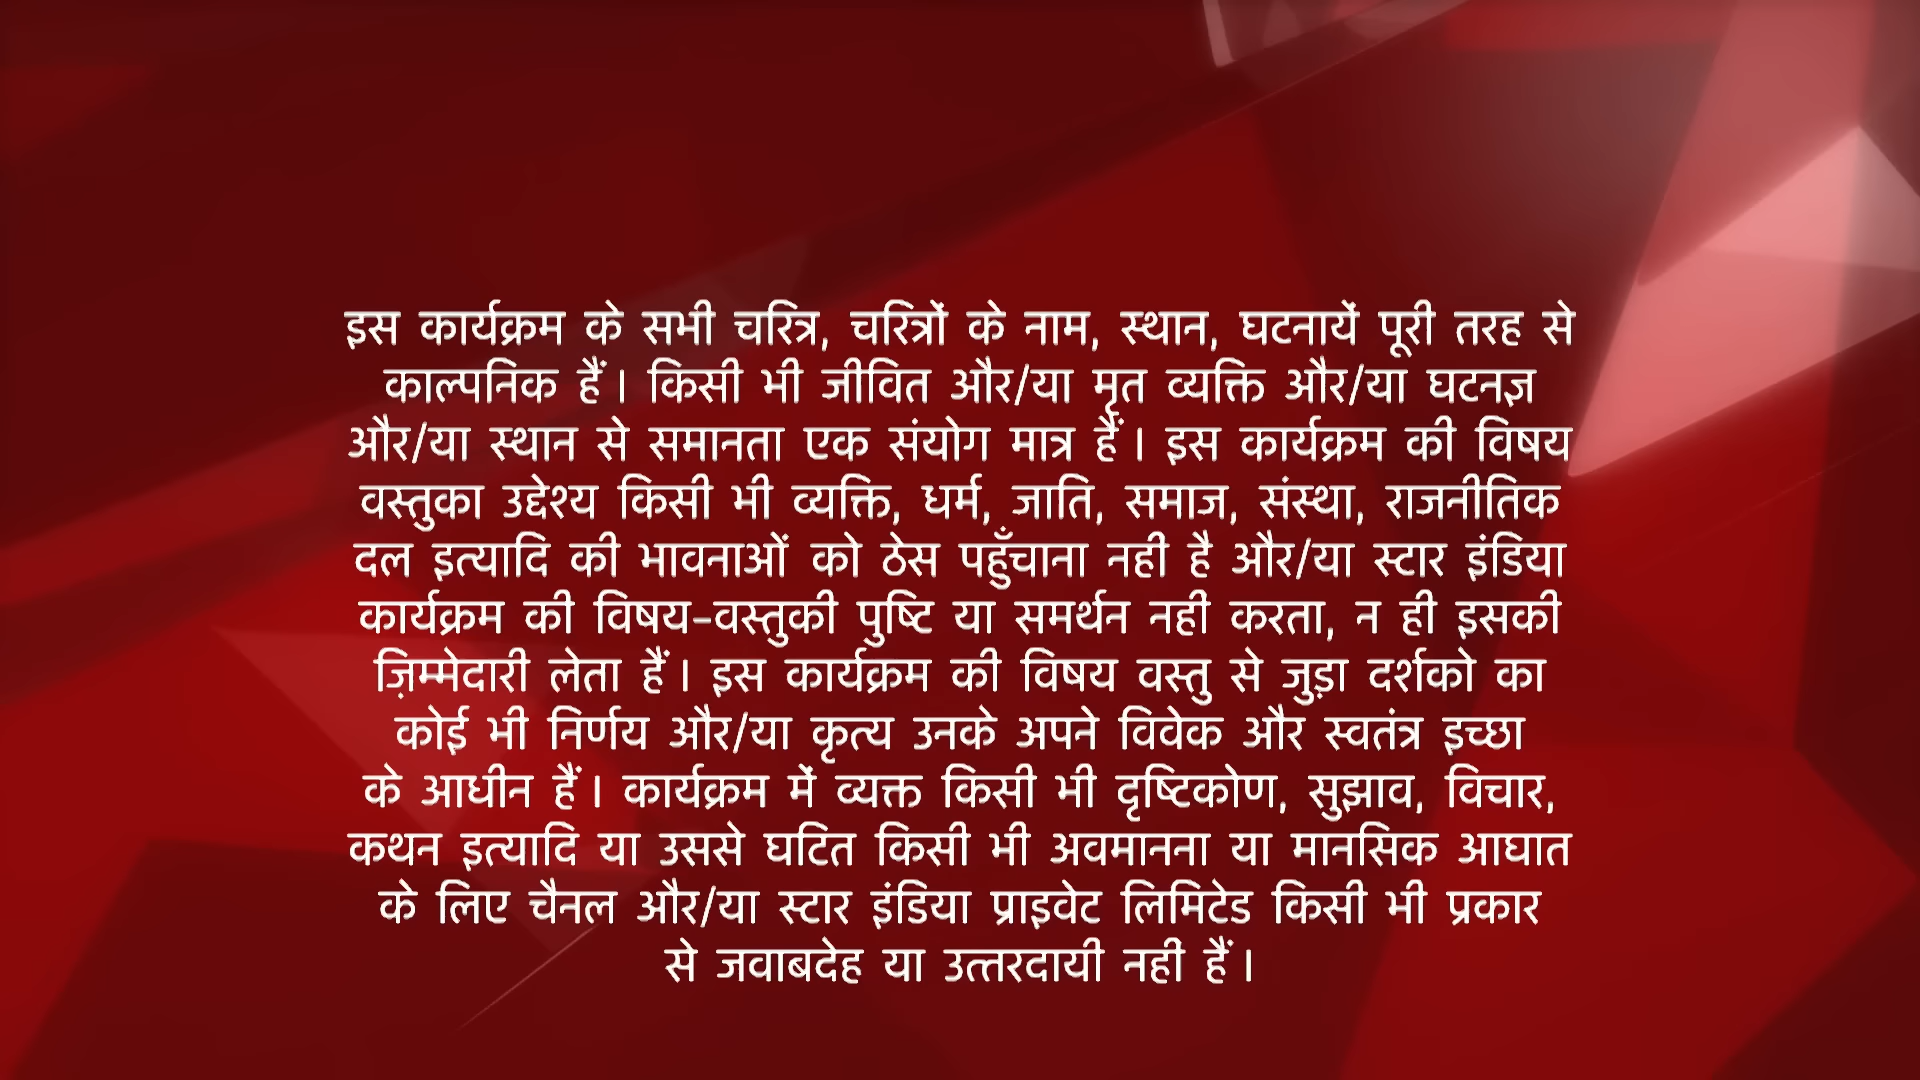 इस कार्यक्रम के सभी चरित्र, चरित्रों के नाम, स्थान, घटनायें पूरी तरह से
काल्पनिक हैं। किसी भी जीवित और/या मृत व्यक्ति और/या घटनज्ञ
और/या स्थान से समानता एक संयोग मात्र हैं। इस कार्यक्रम की विषय
वस्तुका उद्देश्य किसी भी व्यक्ति, धर्म, जाति, समाज, संस्था, राजनीतिक
दल इत्यादि की भावनाओं को ठेस पहुँचाना नही है और/या स्टार इंडिया
कार्यक्रम की विषय-वस्तुकी पुष्टि या समर्थन नही करता, न ही इसकी
ज़िम्मेदारी लेता हैं। इस कार्यक्रम की विषय वस्तु से जुड़ा दर्शको का
कोई भी निर्णय और/या कृत्य उनके अपने विवेक और स्वतंत्र इच्छा
के आधीन हैं। कार्यक्रम में व्यक्त किसी भी दृष्टिकोण, सुझाव, विचार,
कथन इत्यादि या उससे घटित किसी भी अवमानना या मानसिक आघात
के लिए चैनल और/या स्टार इंडिया प्राइवेट लिमिटेड किसी भी प्रकार
से जवाबदेह या उत्तरदायी नही हैं।